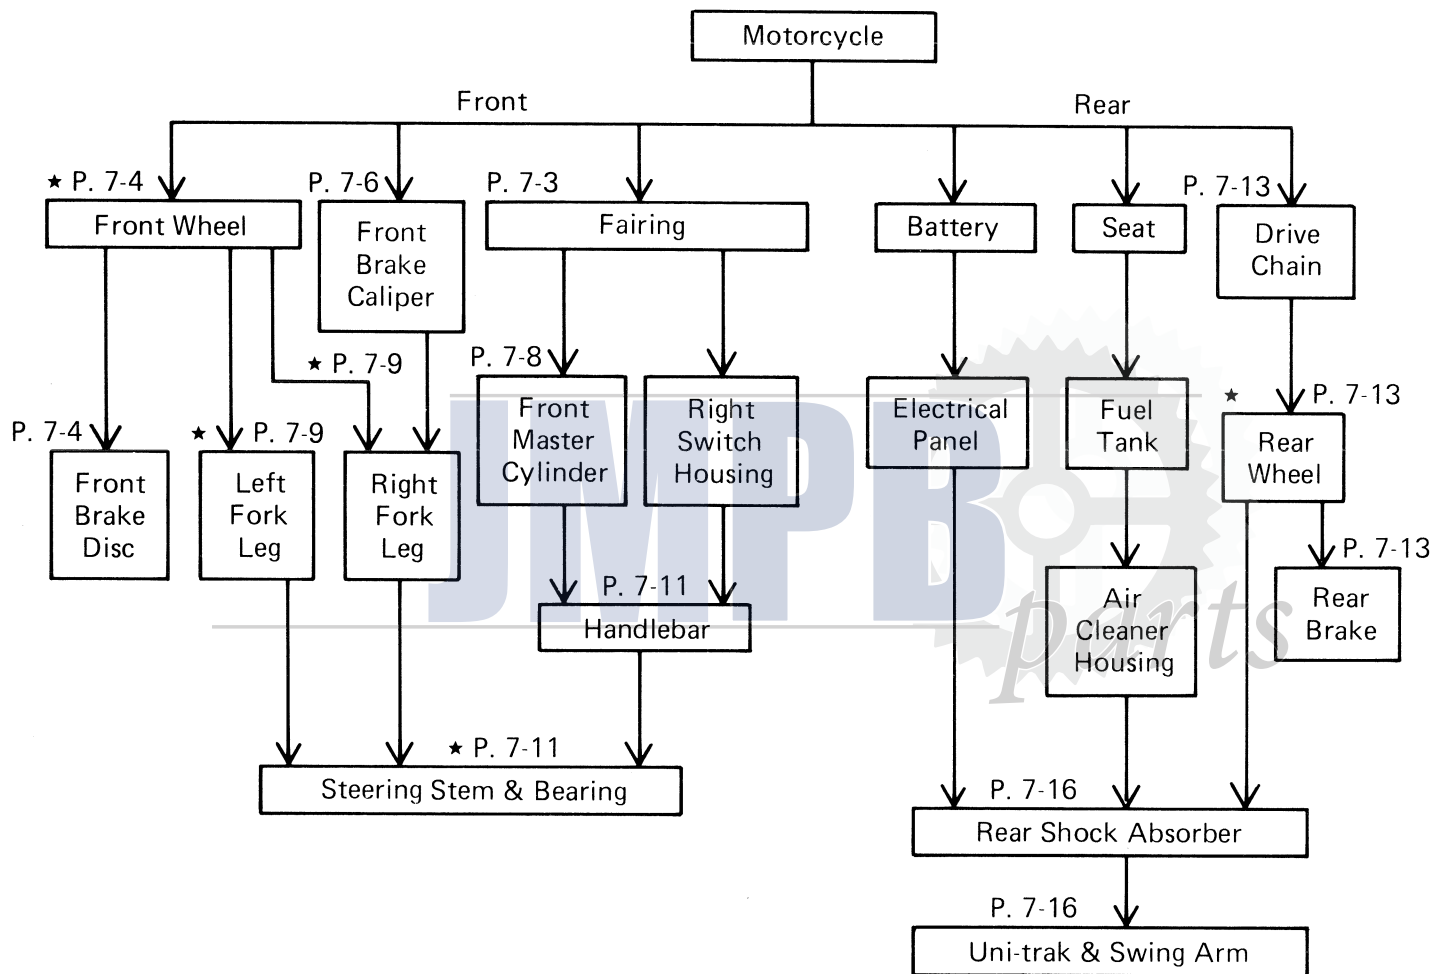 Motorcycle
Front
Rear
★ P. 7-4
P. 7-6
P. 7-3
P. 7-13
Front Wheel
Front
Brake
Caliper
Fairing
Battery
Seat
Drive
Chain
★ P. 7-9
P. 7-8
Front
Master
Cylinder
Right
Switch
Housing
Electrical
Panel
Fuel
Tank
★ P. 7-13
Rear
Wheel
P. 7-4
★ P. 7-9
Front
Brake
Disc
Left
Fork
Leg
Right
Fork
Leg
P. 7-13
Rear
Brake
Air
Cleaner
Housing
P. 7-11
Handlebar
★ P. 7-11
Steering Stem & Bearing
P. 7-16
Rear Shock Absorber
P. 7-16
Uni-trak & Swing Arm
JMPB
parts